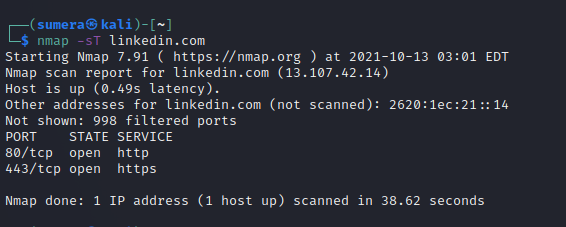 ┌──(sumera㉿kali)-[~]
└─$ nmap -sT linkedin.com
Starting Nmap 7.91 ( https://nmap.org ) at 2021-10-13 03:01 EDT
Nmap scan report for linkedin.com (13.107.42.14)
Host is up (0.49s latency).
Other addresses for linkedin.com (not scanned): 2620:1ec:21::14
Not shown: 998 filtered ports
PORT    STATE SERVICE
80/tcp  open  http
443/tcp open  https
Nmap done: 1 IP address (1 host up) scanned in 38.62 seconds